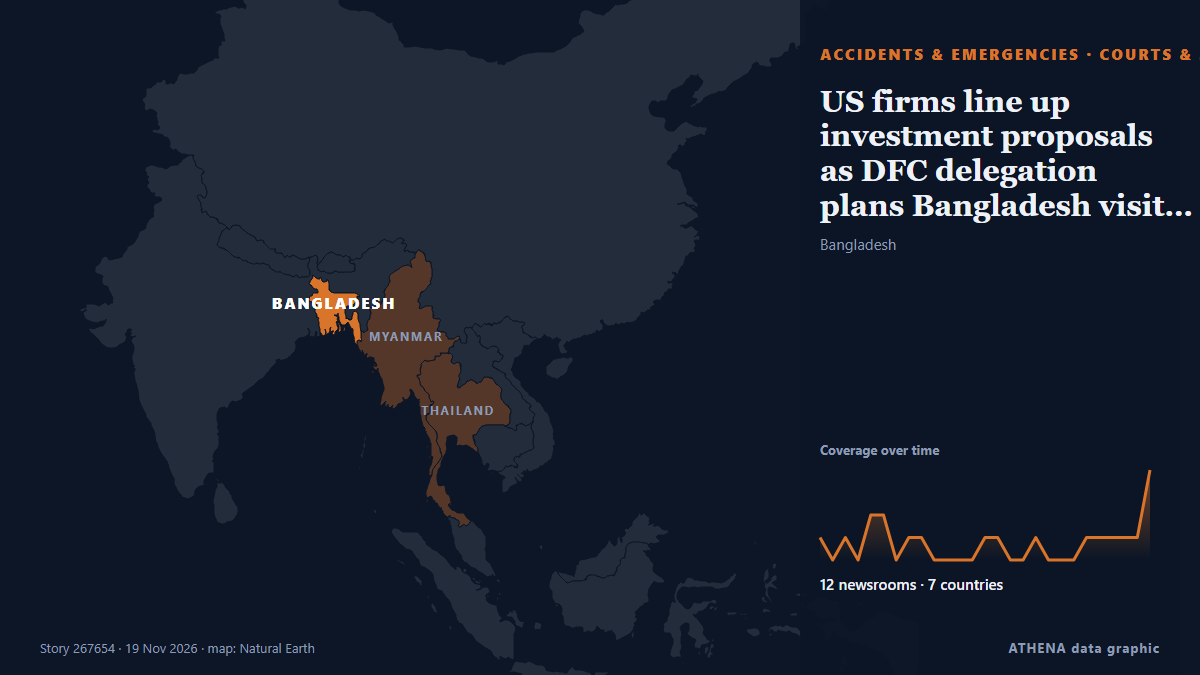 ACCIDENTS & EMERGENCIES · COURTS &
US firms line up
investment proposals
as DFC delegation
plans Bangladesh visit...
Bangladesh
BANGLADESH
MYANMAR
THAILAND
Coverage over time
12 newsrooms · 7 countries
Story 267654 · 19 Nov 2026 · map: Natural Earth
ATHENA data graphic